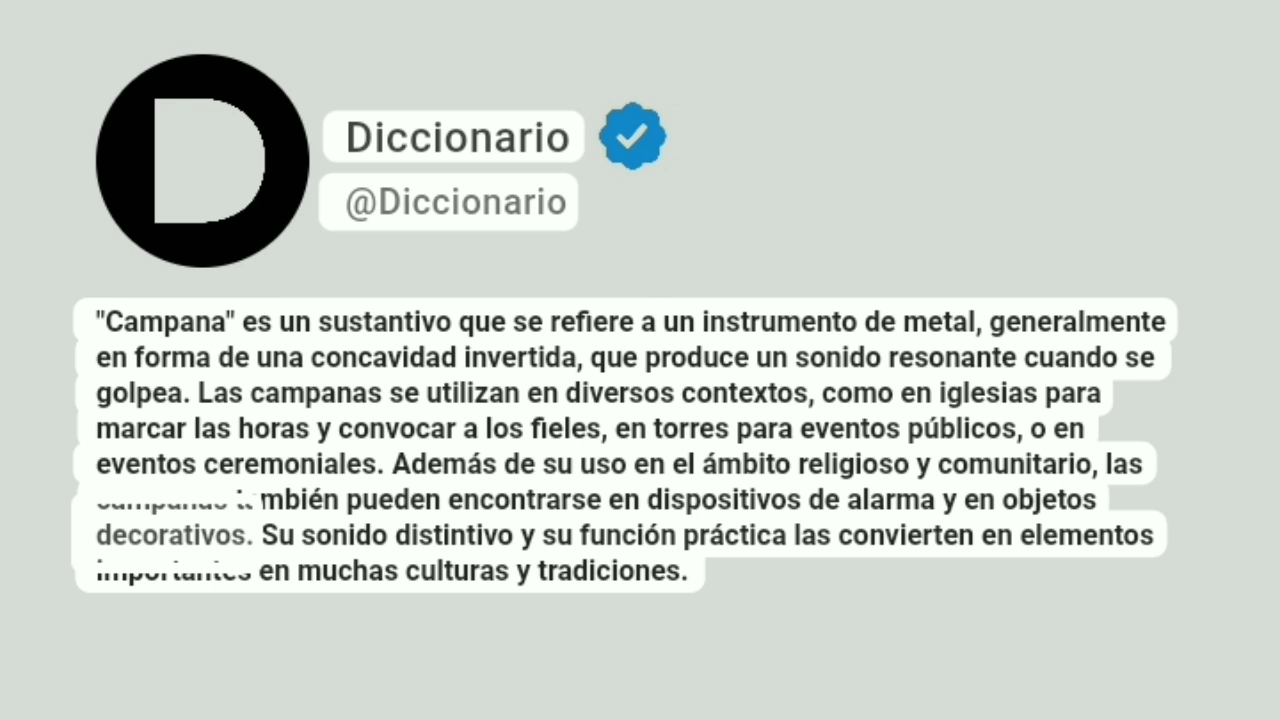 D
Diccionario
@Diccionario
"Campana" es un sustantivo que se refiere a un instrumento de metal, generalmente
en forma de una concavidad invertida, que produce un sonido resonante cuando se
golpea. Las campanas se utilizan en diversos contextos, como en iglesias para
marcar las horas y convocar a los fieles, en torres para eventos públicos, o en
eventos ceremoniales. Además de su uso en el ámbito religioso y comunitario, las
campanas también pueden encontrarse en dispositivos de alarma y en objetos
decorativos. Su sonido distintivo y su función práctica las convierten en elementos
importantes en muchas culturas y tradiciones.